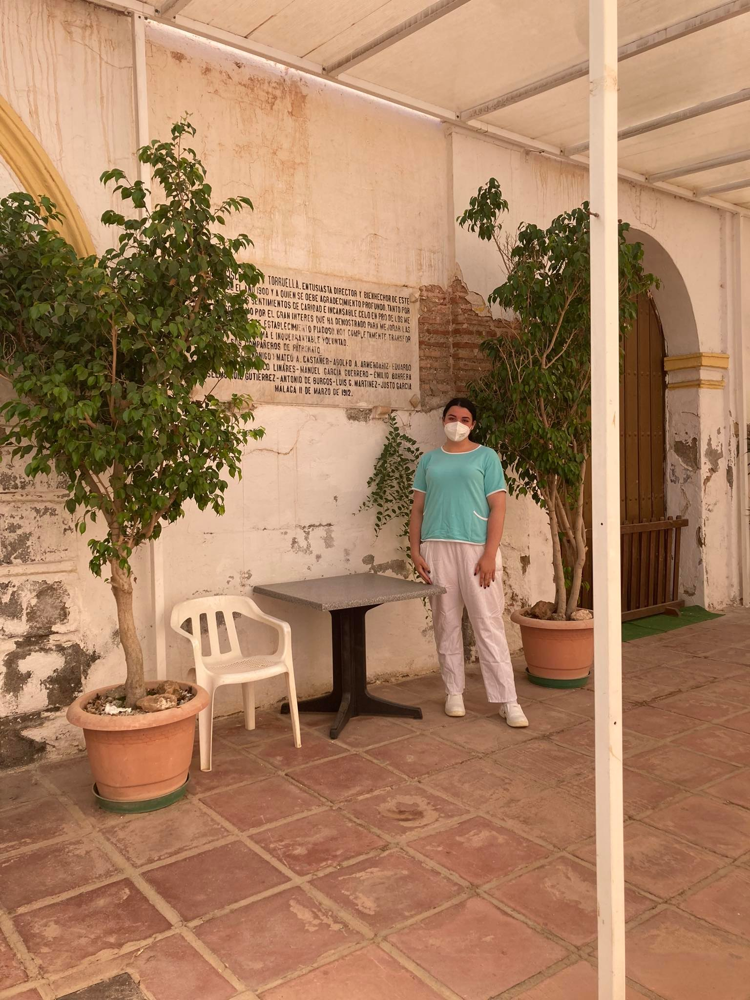 TORRUELLA. ENTUSIASTA DIRECTOR Y BIENHECHOR DE ESTE
EL AÑO 1900 Y A QUIEN SE DEBE AGRADECIMIENTO PROFUNDO. TANTO POR
SENTIMIENTOS DE CARIDAD E INCANSABLE CELO EN PRO DE LOS ME
POR EL GRAN INTERES QUE HA DEMOSTRADO PARA MEJORAR LAS
ESTABLECIMIENTO PIADOSO. HOY COMPLETAMENTE TRANSFOR
E INQUEBRANTABLE VOLUNTAD.
SUS COMPAÑEROS DE PATRONATO
MATEO A. CASTAÑER-ADOLFO A. ARMENDARIZ-EDUARDO
LINARES-MANUEL GARCIA GUERRERO-EMILIO BARRERA
GUTIERREZ-ANTONIO DE BURGOS-LUIS G. MARTINEZ-JUSTO GARCIA
MALAGA 11 DE MARZO DE 1912.